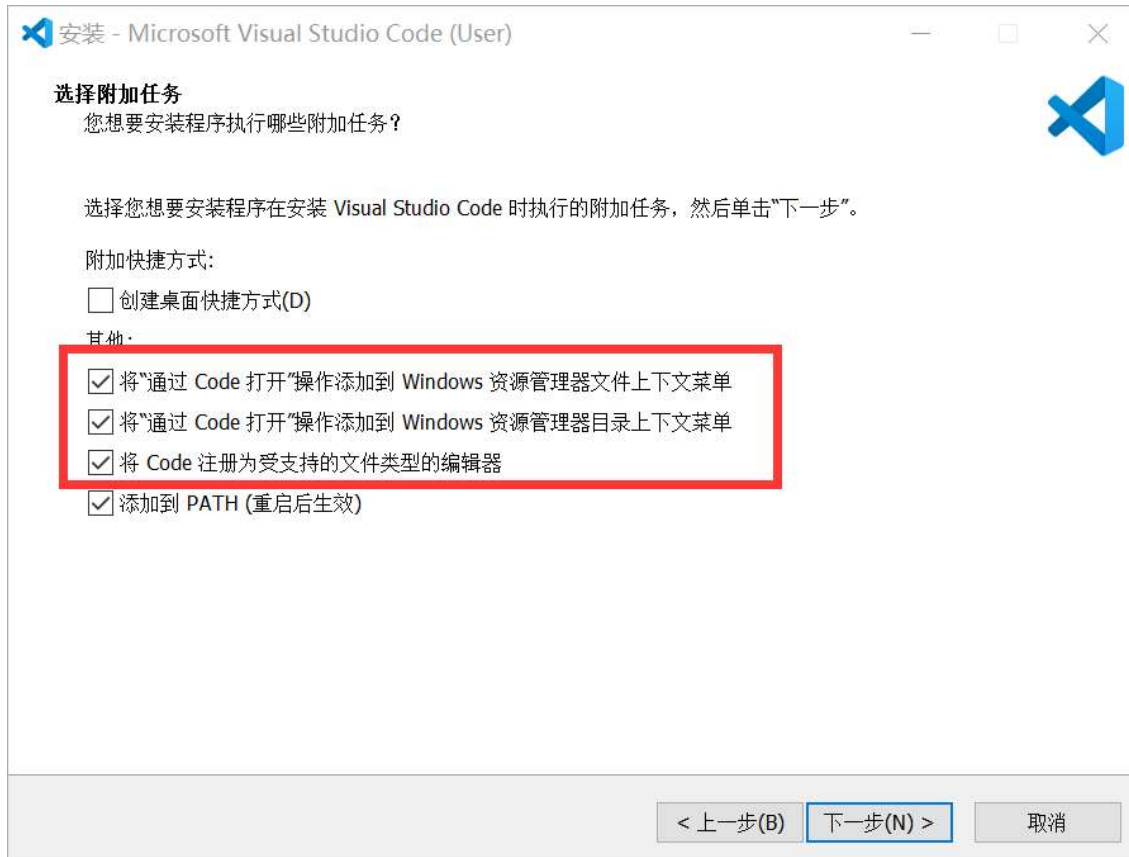 安装 - Microsoft Visual Studio Code (User)
选择附加任务
您想要安装程序执行哪些附加任务？
选择您想要安装程序在安装 Visual Studio Code 时执行的附加任务，然后单击“下一步”。
附加快捷方式:
创建桌面快捷方式(D)
其他:
将“通过 Code 打开”操作添加到 Windows 资源管理器文件上下文菜单
将“通过 Code 打开”操作添加到 Windows 资源管理器目录上下文菜单
将 Code 注册为受支持的文件类型的编辑器
添加到 PATH (重启后生效)
< 上一步(B) 下一步(N) > 取消